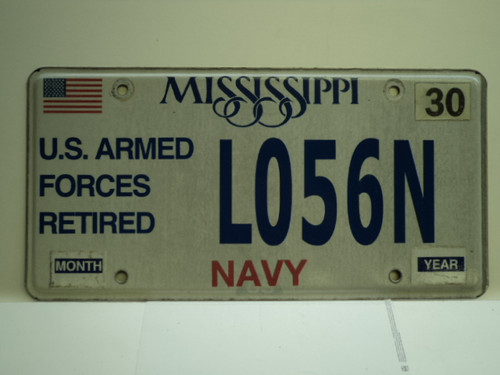 MISSISSIPPI
30
U.S. ARMED
FORCES
RETIRED
L056N
MONTH
NAVY
YEAR